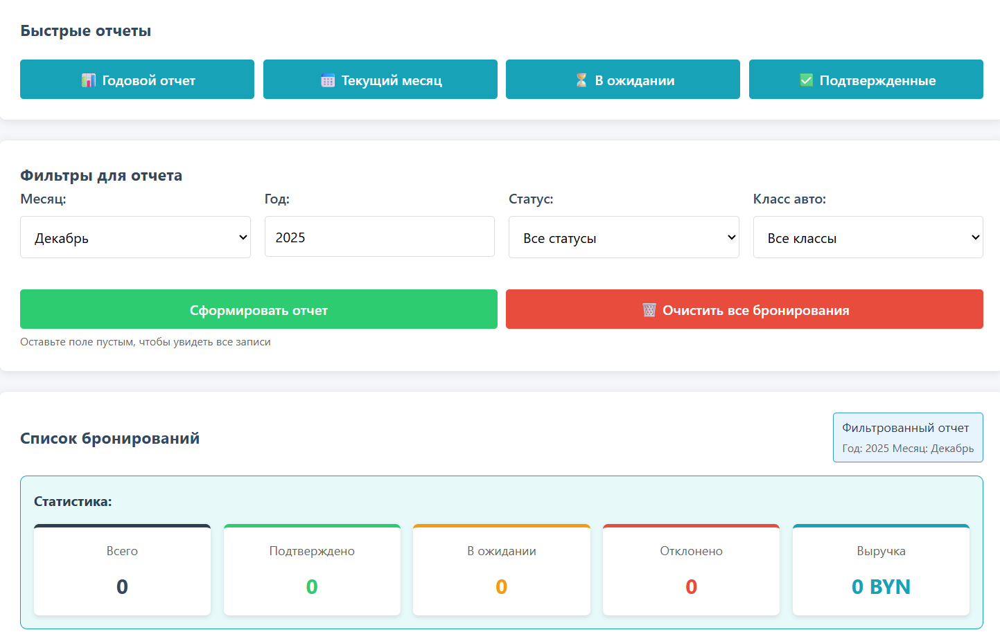 Быстрые отчеты
Годовой отчет
Текущий месяц
В ожидании
Подтвержденные
Фильтры для отчета
Месяц:
Год:
Статус:
Класс авто:
Декабрь
2025
Все статусы
Все классы
Сформировать отчет
Очистить все бронирования
Оставьте поле пустым, чтобы увидеть все записи
Список бронирований
Фильтрованный отчет
Год: 2025 Месяц: Декабрь
Статистика:
Всего
0
Подтверждено
0
В ожидании
0
Отклонено
0
Выручка
0 BYN